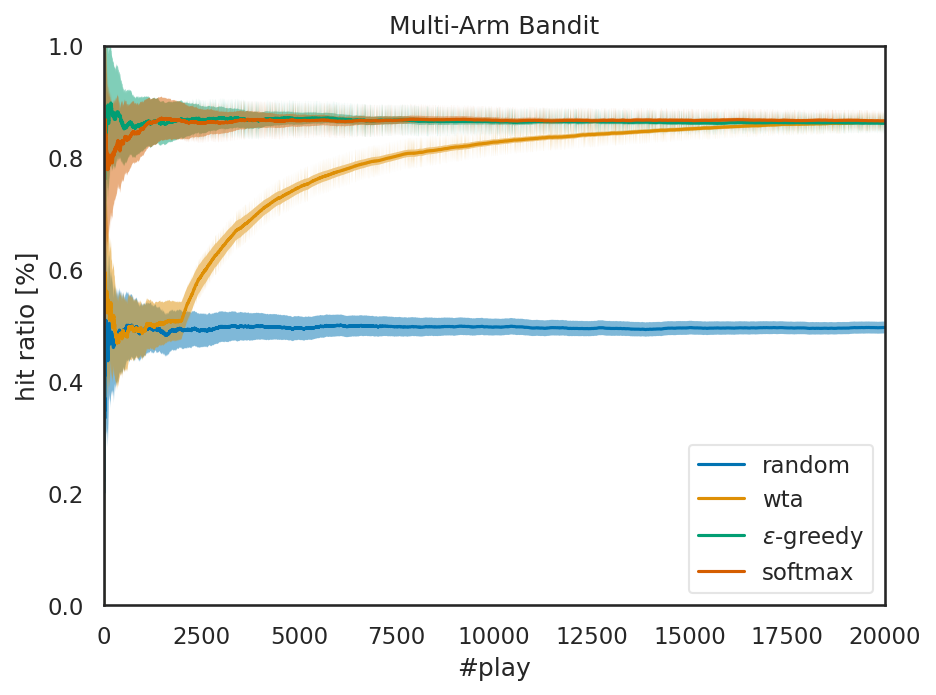 Multi-Arm Bandit
1.0
0.8
0.6
0.4
0.2
0.0
hit ratio [%]
0 2500 5000 7500 10000 12500 15000 17500 20000
#play
random
wta
ε-greedy
softmax